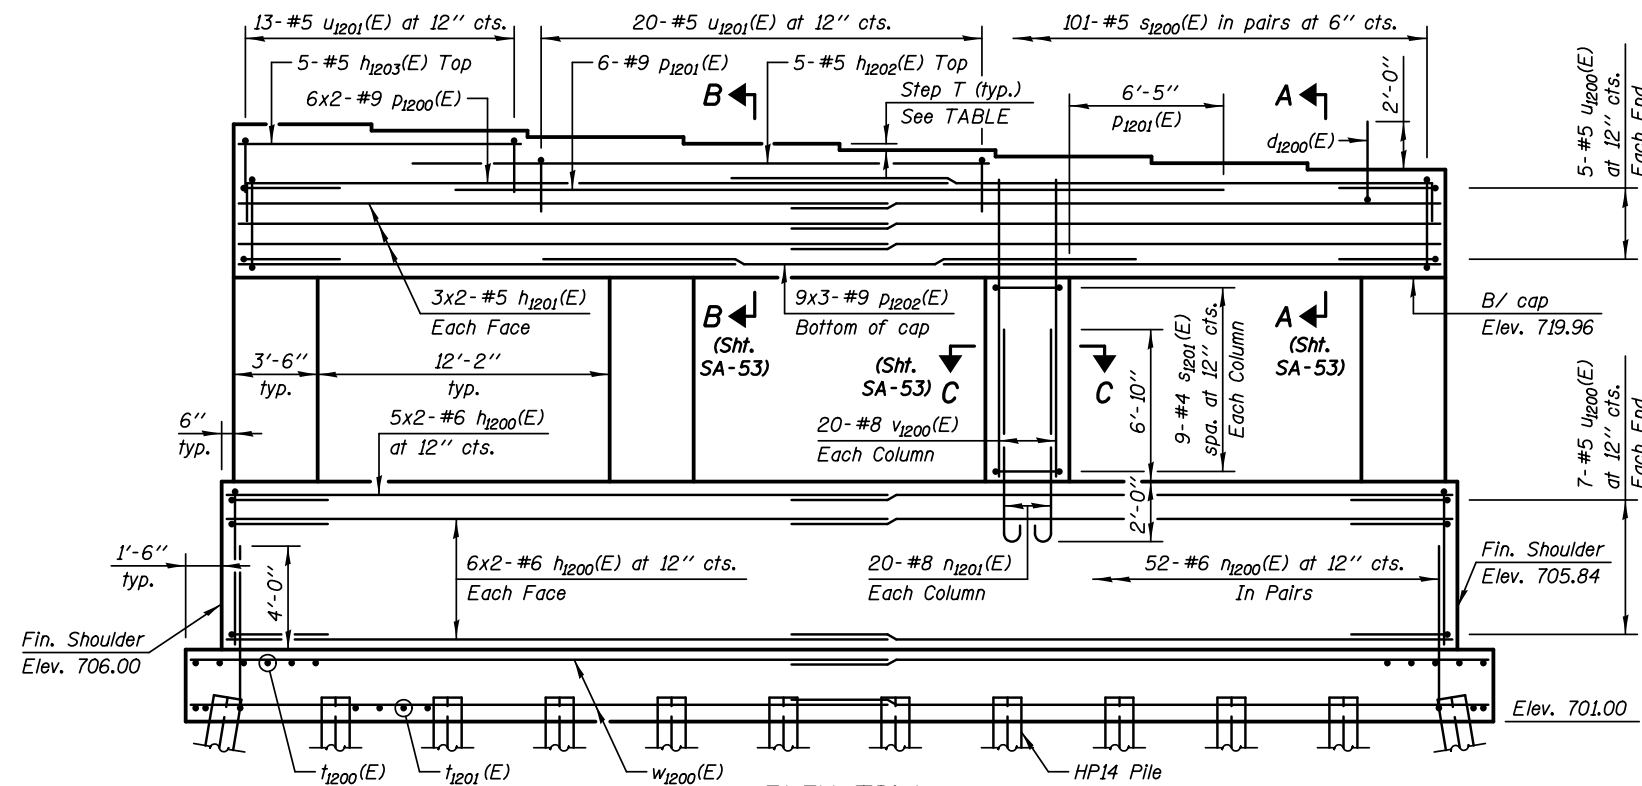 13-#5 u1201(E) at 12" cts.
20-#5 u1201(E) at 12" cts.
101-#5 s1200(E) in pairs at 6" cts.
5-#5 h1203(E) Top
6-#9 p1201(E)
5-#5 h1202(E) Top
6x2-#9 p1200(E)
B
Step T (typ.)
See TABLE
6'-5"
p1201(E)
A
2'-0"
d1200(E)
5-#5 u1200(E)
at 12" cts.
Each End
3x2-#5 h1201(E)
Each Face
B
(Sht.
SA-53)
9x3-#9 p1202(E)
Bottom of cap
A
(Sht.
SA-53)
B/ cap
Elev. 719.96
3'-6"
typ.
12'-2"
typ.
(Sht.
SA-53)
C
C
6'-10"
9-#4 s1201(E)
spa. at 12" cts.
Each Column
6"
typ.
5x2-#6 h1200(E)
at 12" cts.
20-#8 v1200(E)
Each Column
7-#5 u1200(E)
at 12" cts.
Each End
2'-0"
1'-6"
typ.
4'-0"
6x2-#6 h1200(E) at 12" cts.
Each Face
20-#8 n1201(E)
Each Column
52-#6 n1200(E) at 12" cts.
In Pairs
Fin. Shoulder
Elev. 705.84
Fin. Shoulder
Elev. 706.00
Elev. 701.00
t1200(E)
t1201(E)
w1200(E)
HP14 Pile